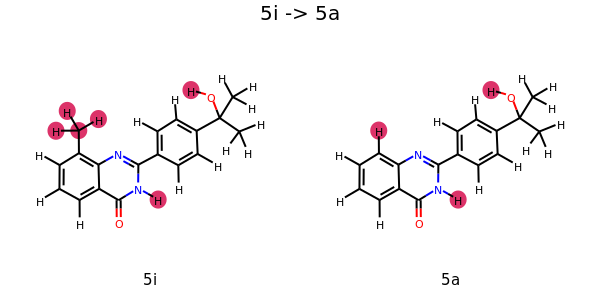 5i -> 5a
H H
H H H H
H O H O
H H H
H H H H H
H H
H H H H
H N H N
H H
N H N H
H H H H
H O H O
5i 5a